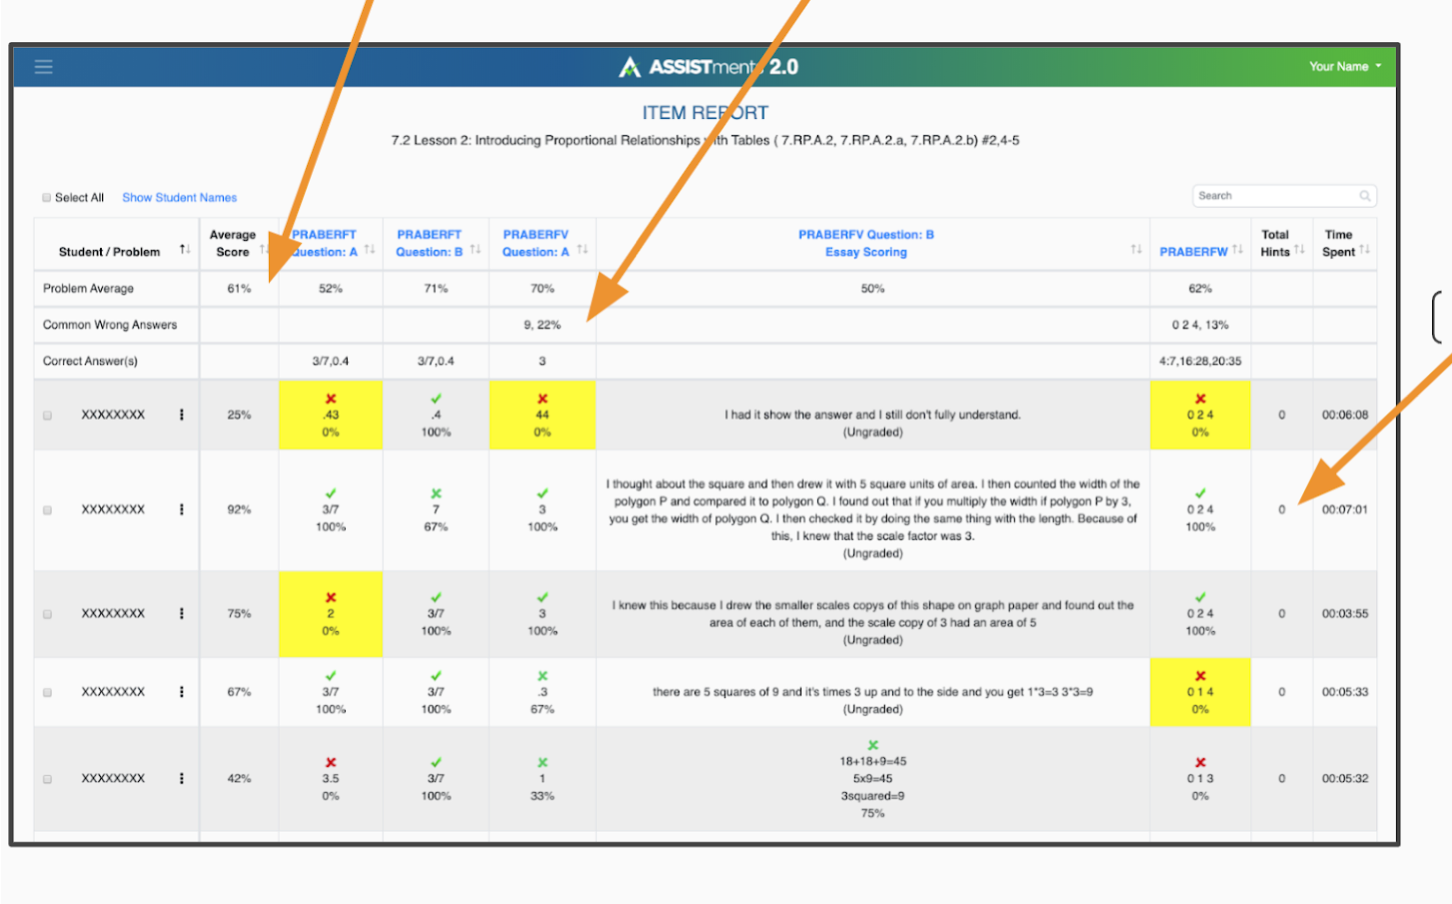 ASSISTments 2.0
Your Name
ITEM REPORT
7.2 Lesson 2: Introducing Proportional Relationships with Tables ( 7.RP.A.2, 7.RP.A.2.a, 7.RP.A.2.b) #2,4-5
Select All Show Student Names
Search
Student / Problem Average Score PRABERFT Question: A PRABERFT Question: B PRABERFV Question: A PRABERFV Question: B Essay Scoring PRABERFW Total Hints Time Spent
Problem Average 61% 52% 71% 70% 50% 62%
Common Wrong Answers 9, 22% 0 2 4, 13%
Correct Answer(s) 3/7,0.4 3/7,0.4 3 4:7,16:28,20:35
XXXXXXXX 25% .43 0% .4 100% 44 0% I had it show the answer and I still don't fully understand. (Ungraded) 0 2 4 0% 0 00:06:08
XXXXXXXX 92% 3/7 100% 7 67% 3 100%
I thought about the square and then drew it with 5 square units of area. I then counted the width of the
polygon P and compared it to polygon Q. I found out that if you multiply the width if polygon P by 3,
you get the width of polygon Q. I then checked it by doing the same thing with the length. Because of
this, I knew that the scale factor was 3.
(Ungraded)
0 2 4 100% 0 00:07:01
XXXXXXXX 75% 2 0% 3/7 100% 3 100%
I knew this because I drew the smaller scales copys of this shape on graph paper and found out the
area of each of them, and the scale copy of 3 had an area of 5
(Ungraded)
0 2 4 100% 0 00:03:55
XXXXXXXX 67% 3/7 100% 3/7 100% .3 67%
there are 5 squares of 9 and it's times 3 up and to the side and you get 1*3=3 3*3=9
(Ungraded)
0 1 4 0% 0 00:05:33
XXXXXXXX 42% 3.5 0% 3/7 100% 1 33%
18+18+9=45
5x9=45
3squared=9
75%
0 1 3 0% 0 00:05:32